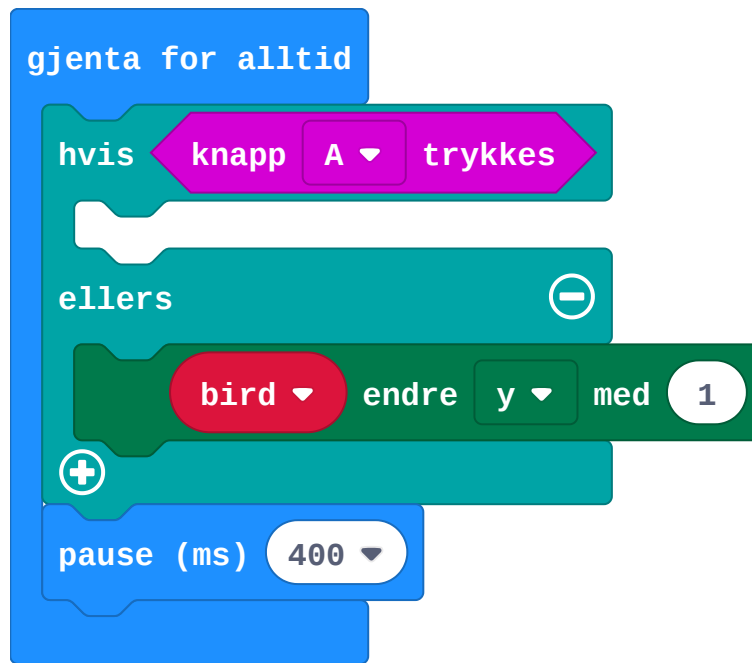 gjenta for alltid
hvis knapp A trykkes
ellers
bird endre y med 1
pause (ms) 400